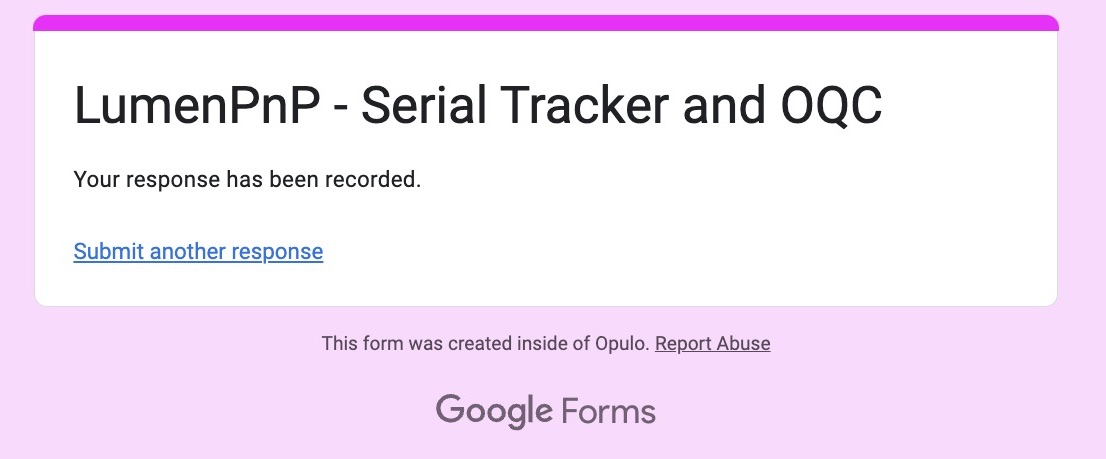 LumenPnP - Serial Tracker and OQC
Your response has been recorded.
Submit another response
This form was created inside of Opulo. Report Abuse
Google Forms